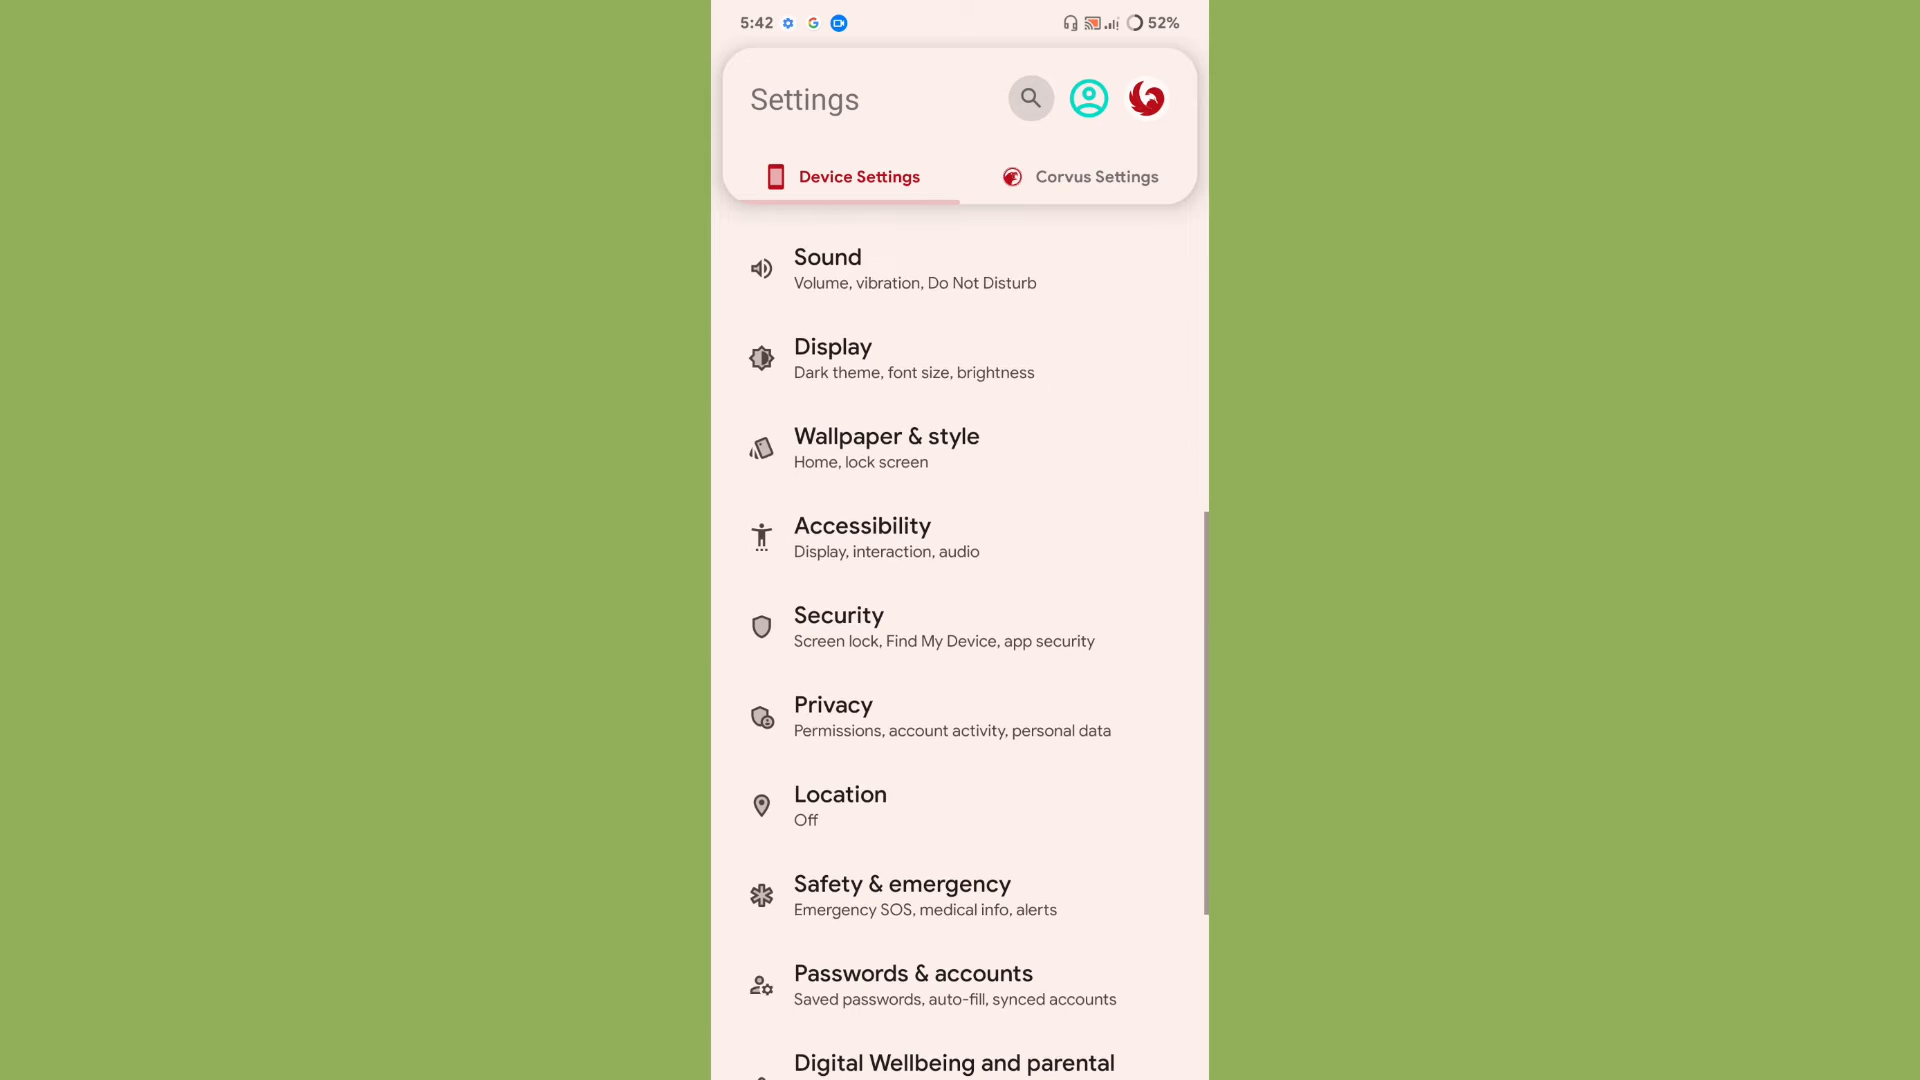 5:42
52%
Settings
Device Settings
Corvus Settings
Sound
Volume, vibration, Do Not Disturb
Display
Dark theme, font size, brightness
Wallpaper & style
Home, lock screen
Accessibility
Display, interaction, audio
Security
Screen lock, Find My Device, app security
Privacy
Permissions, account activity, personal data
Location
Off
Safety & emergency
Emergency SOS, medical info, alerts
Passwords & accounts
Saved passwords, auto-fill, synced accounts
Digital Wellbeing and parental